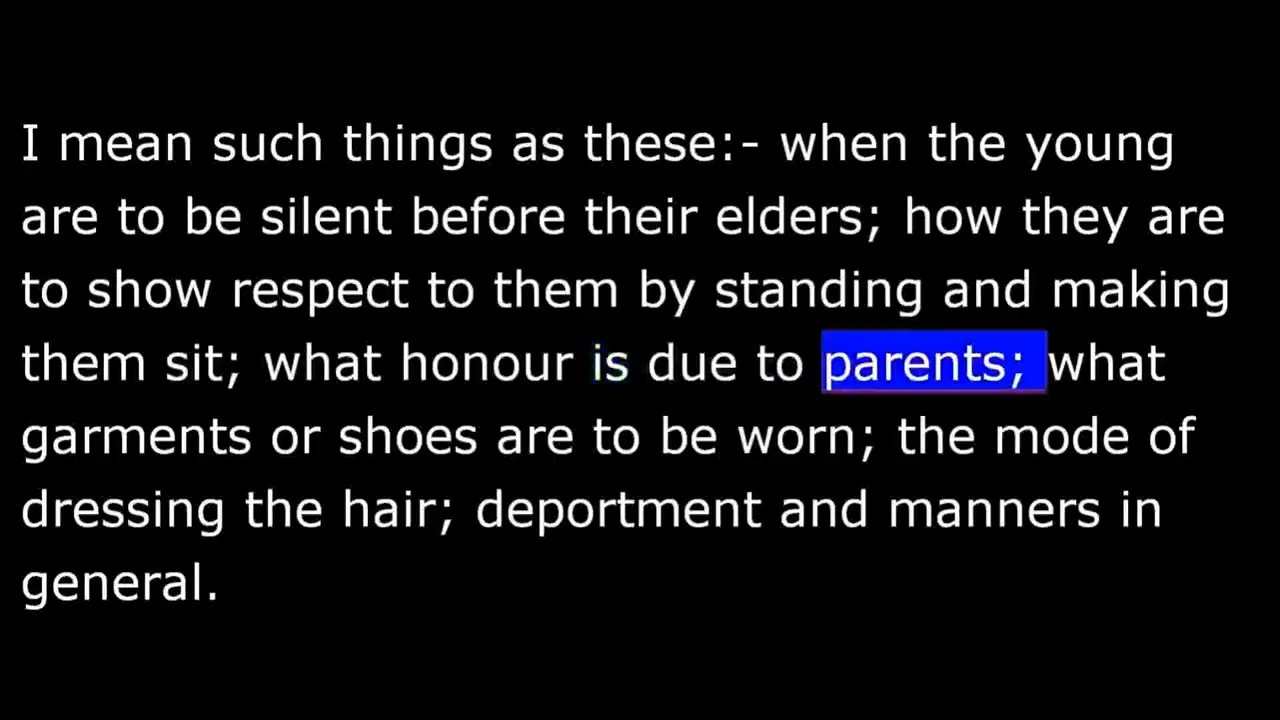 I mean such things as these:- when the young
are to be silent before their elders; how they are
to show respect to them by standing and making
them sit; what honour is due to parents; what
garments or shoes are to be worn; the mode of
dressing the hair; deportment and manners in
general.